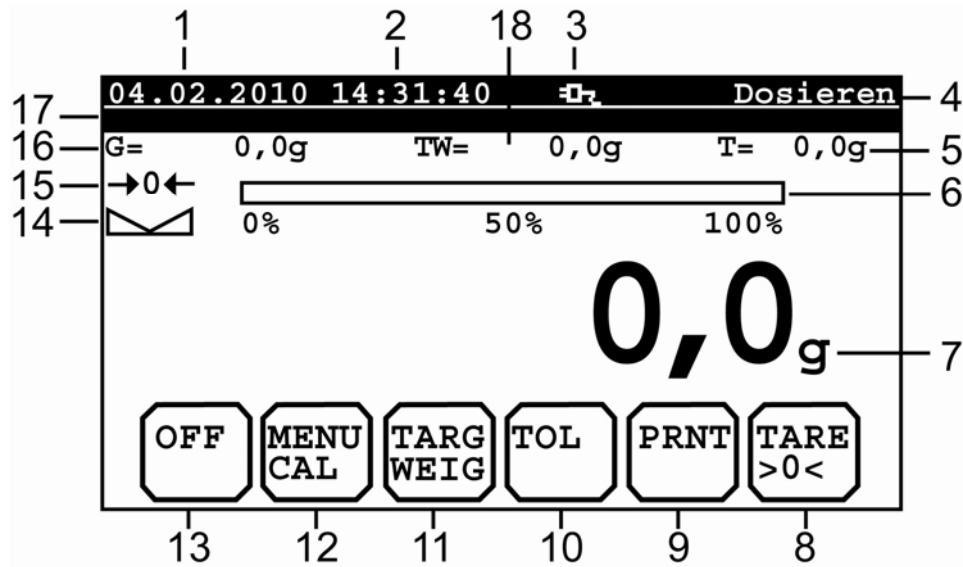 1 2 18 3
04.02.2010 14:31:40 Dosieren 4
17
16 G= 0,0g TW= 0,0g T= 0,0g 5
15 →0← 6
14 0% 50% 100%
0,0g 7
OFF MENU CAL TARG WEIG TOL PRNT TARE >0<
13 12 11 10 9 8